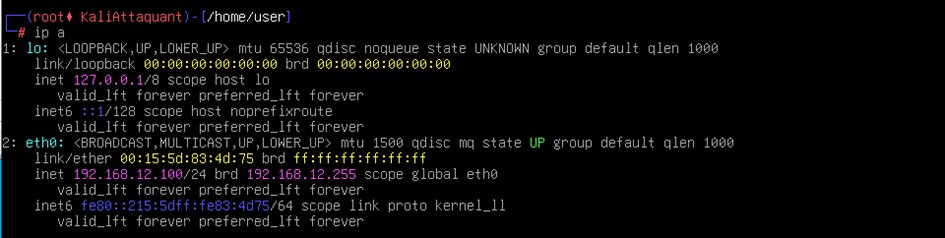 ┌──(root♦ KaliAttaquant)-[/home/user]
└─# ip a
1: lo: <LOOPBACK,UP,LOWER_UP> mtu 65536 qdisc noqueue state UNKNOWN group default qlen 1000
    link/loopback 00:00:00:00:00:00 brd 00:00:00:00:00:00
    inet 127.0.0.1/8 scope host lo
       valid_lft forever preferred_lft forever
    inet6 ::1/128 scope host noprefixroute
       valid_lft forever preferred_lft forever
2: eth0: <BROADCAST,MULTICAST,UP,LOWER_UP> mtu 1500 qdisc mq state UP group default qlen 1000
    link/ether 00:15:5d:83:4d:75 brd ff:ff:ff:ff:ff:ff
    inet 192.168.12.100/24 brd 192.168.12.255 scope global eth0
       valid_lft forever preferred_lft forever
    inet6 fe80::215:5dff:fe83:4d75/64 scope link proto kernel_ll
       valid_lft forever preferred_lft forever